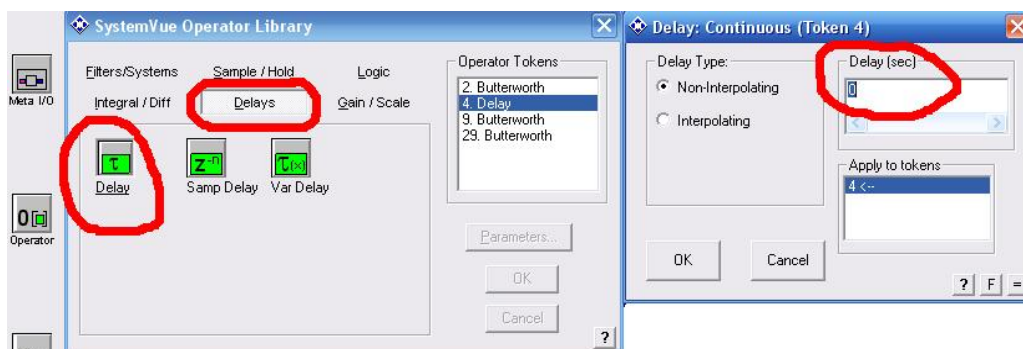 SystemVue Operator Library
Meta I/O
Operator
Filters/Systems Sample / Hold Logic
Integral / Diff Delays Gain / Scale
τ z⁻ⁿ τ(x)
Delay Samp Delay Var Delay
Operator Tokens
2. Butterworth
4. Delay
9. Butterworth
29. Butterworth
Parameters...
OK
Cancel
?
Delay: Continuous (Token 4)
Delay Type:
Non-Interpolating
Interpolating
Delay (sec)
0
Apply to tokens
4 <--
OK Cancel
? F =